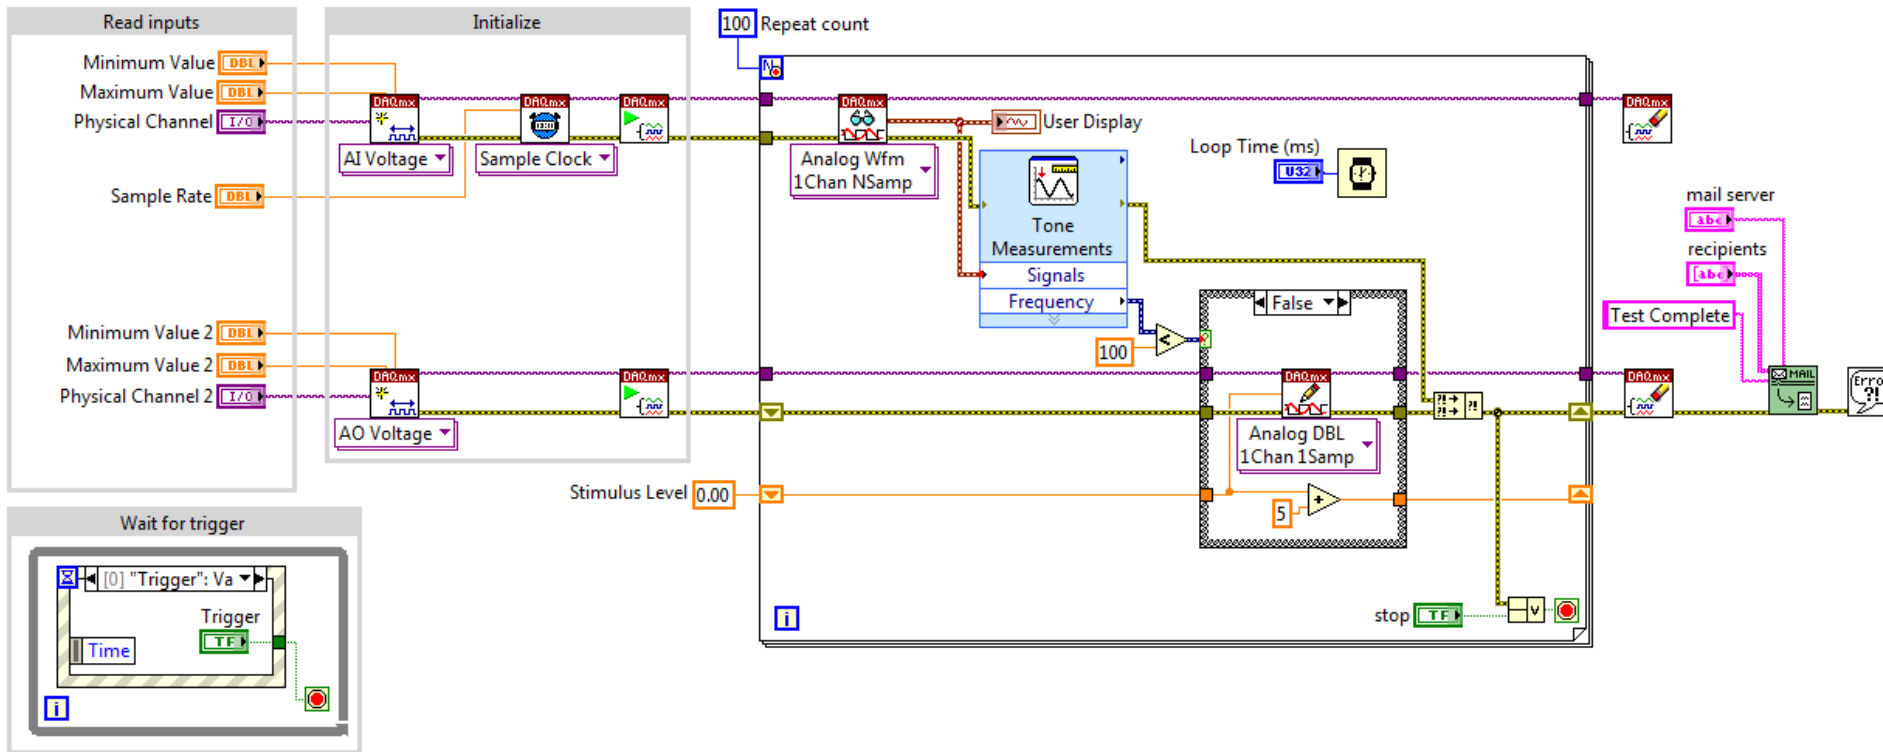 Read inputs
Minimum Value
DBL
Maximum Value
DBL
Physical Channel
I/O
Sample Rate
DBL
Minimum Value 2
DBL
Maximum Value 2
DBL
Physical Channel 2
I/O
Initialize
DAQmx
AI Voltage
DAQmx
Sample Clock
DAQmx
DAQmx
AO Voltage
DAQmx
Wait for trigger
[0] "Trigger": Va
Trigger
TF
Time
i
100 Repeat count
N
DAQmx
Analog Wfm
1Chan NSamp
User Display
Tone
Measurements
Signals
Frequency
100
<
Loop Time (ms)
U32
False
?
DAQmx
Analog DBL
1Chan 1Samp
+
5
Stimulus Level 0.00
?!
?!
?!
i
stop
TF
V
DAQmx
DAQmx
mail server
abc
recipients
[abc]
Test Complete
MAIL
Erro
?!